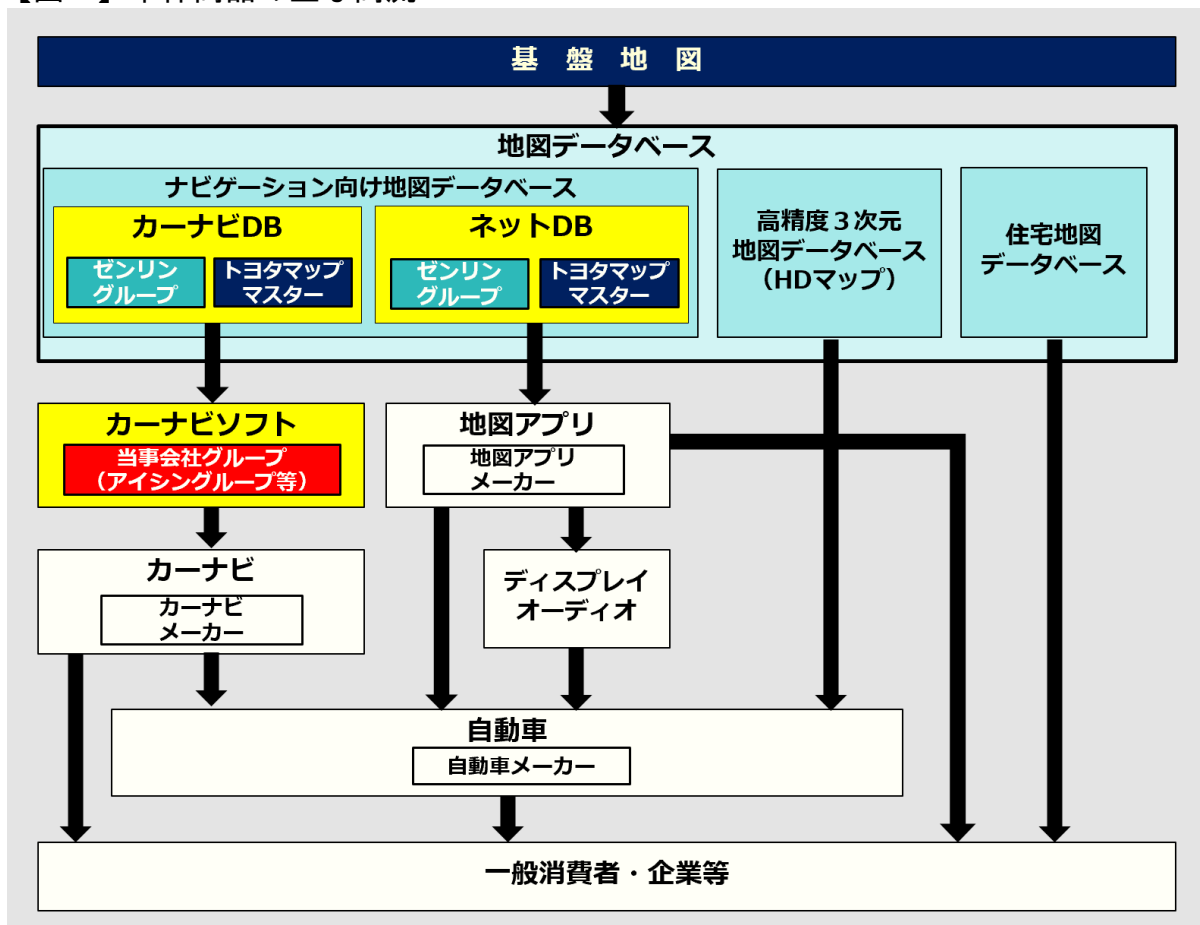 基 盤 地 図
地図データベース
ナビゲーション向け地図データベース
カーナビDB
ゼンリン
グループ
トヨタマップ
マスター
ネットDB
ゼンリン
グループ
トヨタマップ
マスター
高精度３次元
地図データベース
（HDマップ）
住宅地図
データベース
カーナビソフト
当事会社グループ
（アイシングループ等）
地図アプリ
地図アプリ
メーカー
カーナビ
カーナビ
メーカー
ディスプレイ
オーディオ
自動車
自動車メーカー
一般消費者・企業等